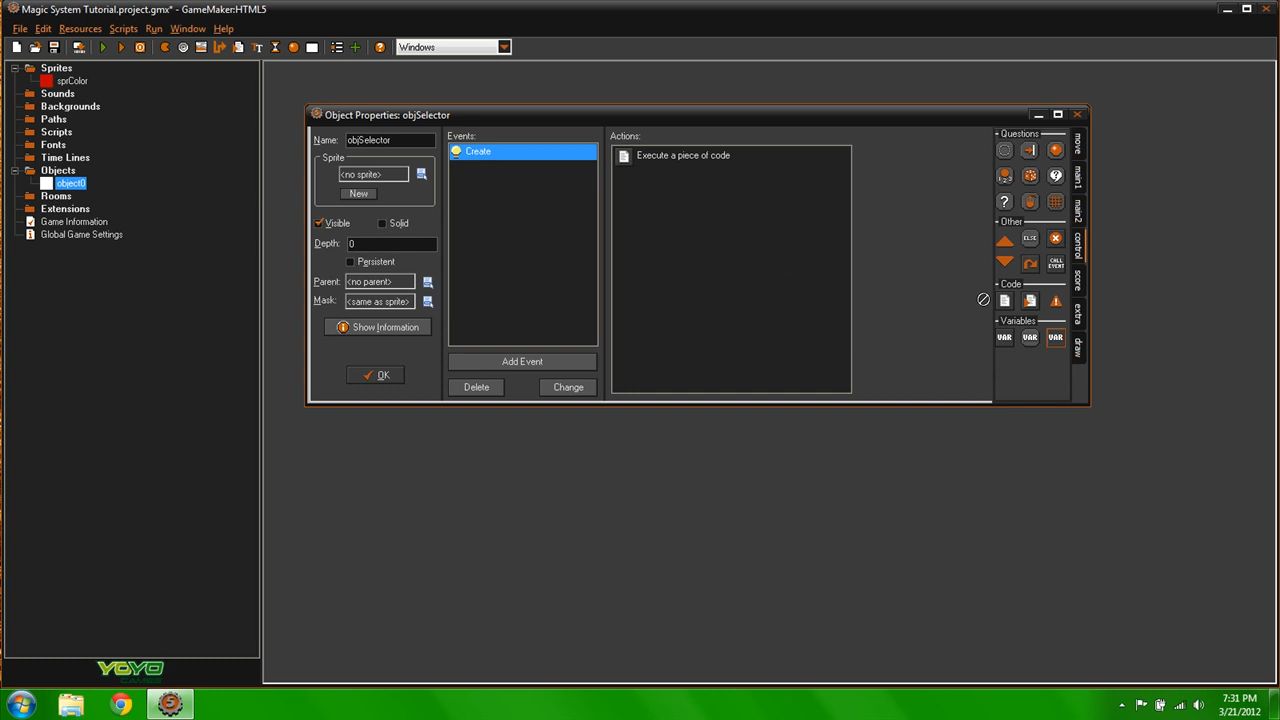 Magic System Tutorial.project.gmx* - GameMaker:HTML5
File Edit Resources Scripts Run Window Help
Windows
Sprites
sprColor
Sounds
Backgrounds
Paths
Scripts
Fonts
Time Lines
Objects
object0
Rooms
Extensions
Game Information
Global Game Settings
YOYO
GAMES
Object Properties: objSelector
Name: objSelector
Sprite
<no sprite>
New
Visible Solid
Depth: 0
Persistent
Parent: <no parent>
Mask: <same as sprite>
Show Information
OK
Events:
Create
Add Event
Delete Change
Actions:
Execute a piece of code
Questions
Other
ELSE
CALL EVENT
Code
Variables
VAR VAR VAR
move
main1
main2
control
score
extra
draw
7:31 PM
3/21/2012